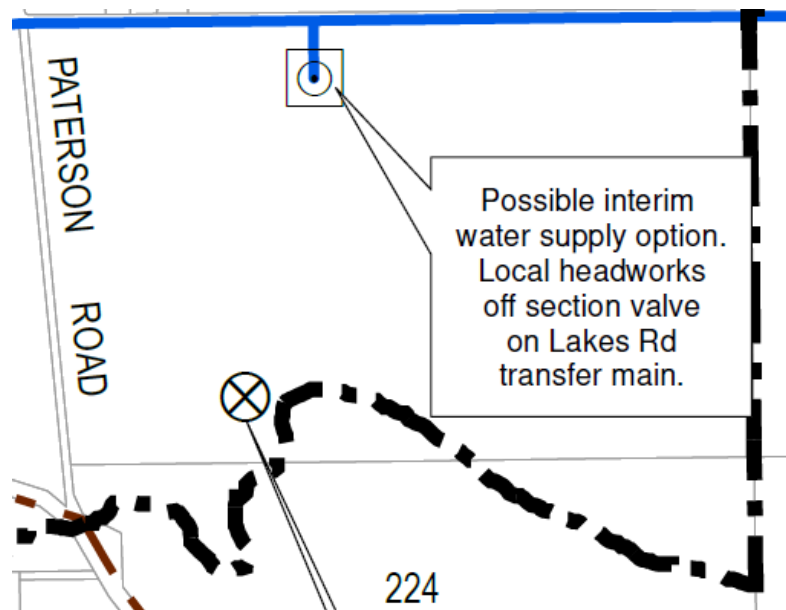 PATERSON
ROAD
Possible interim
water supply option.
Local headworks
off section valve
on Lakes Rd
transfer main.
224